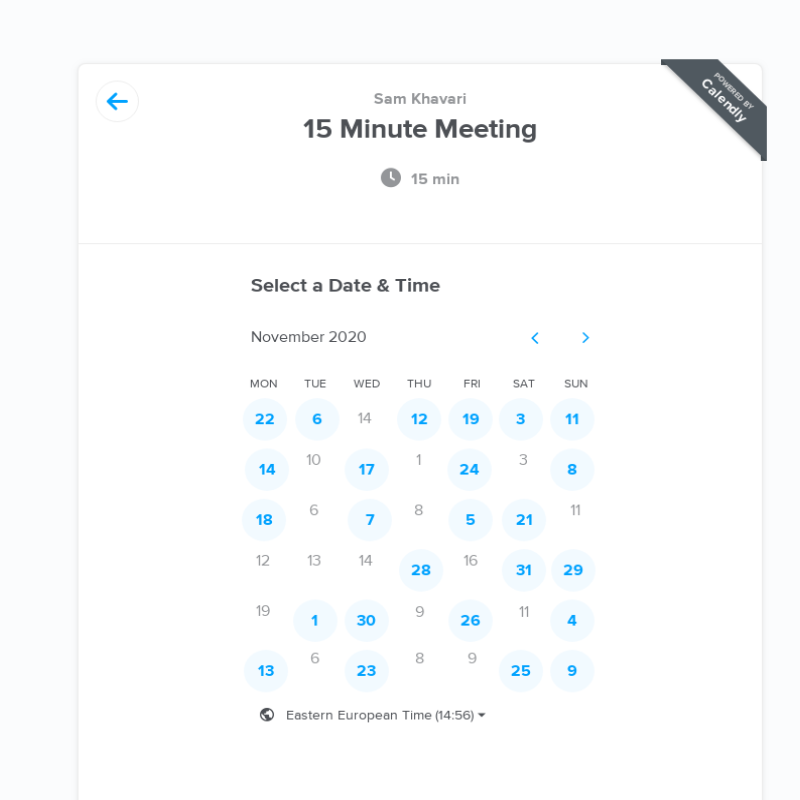 POWERED BY
Calendly
Sam Khavari
15 Minute Meeting
15 min
Select a Date & Time
November 2020
MON TUE WED THU FRI SAT SUN
22 6 14 12 19 3 11
14 10 17 1 24 3 8
18 6 7 8 5 21 11
12 13 14 28 16 31 29
19 1 30 9 26 11 4
13 6 23 8 9 25 9
Eastern European Time (14:56)